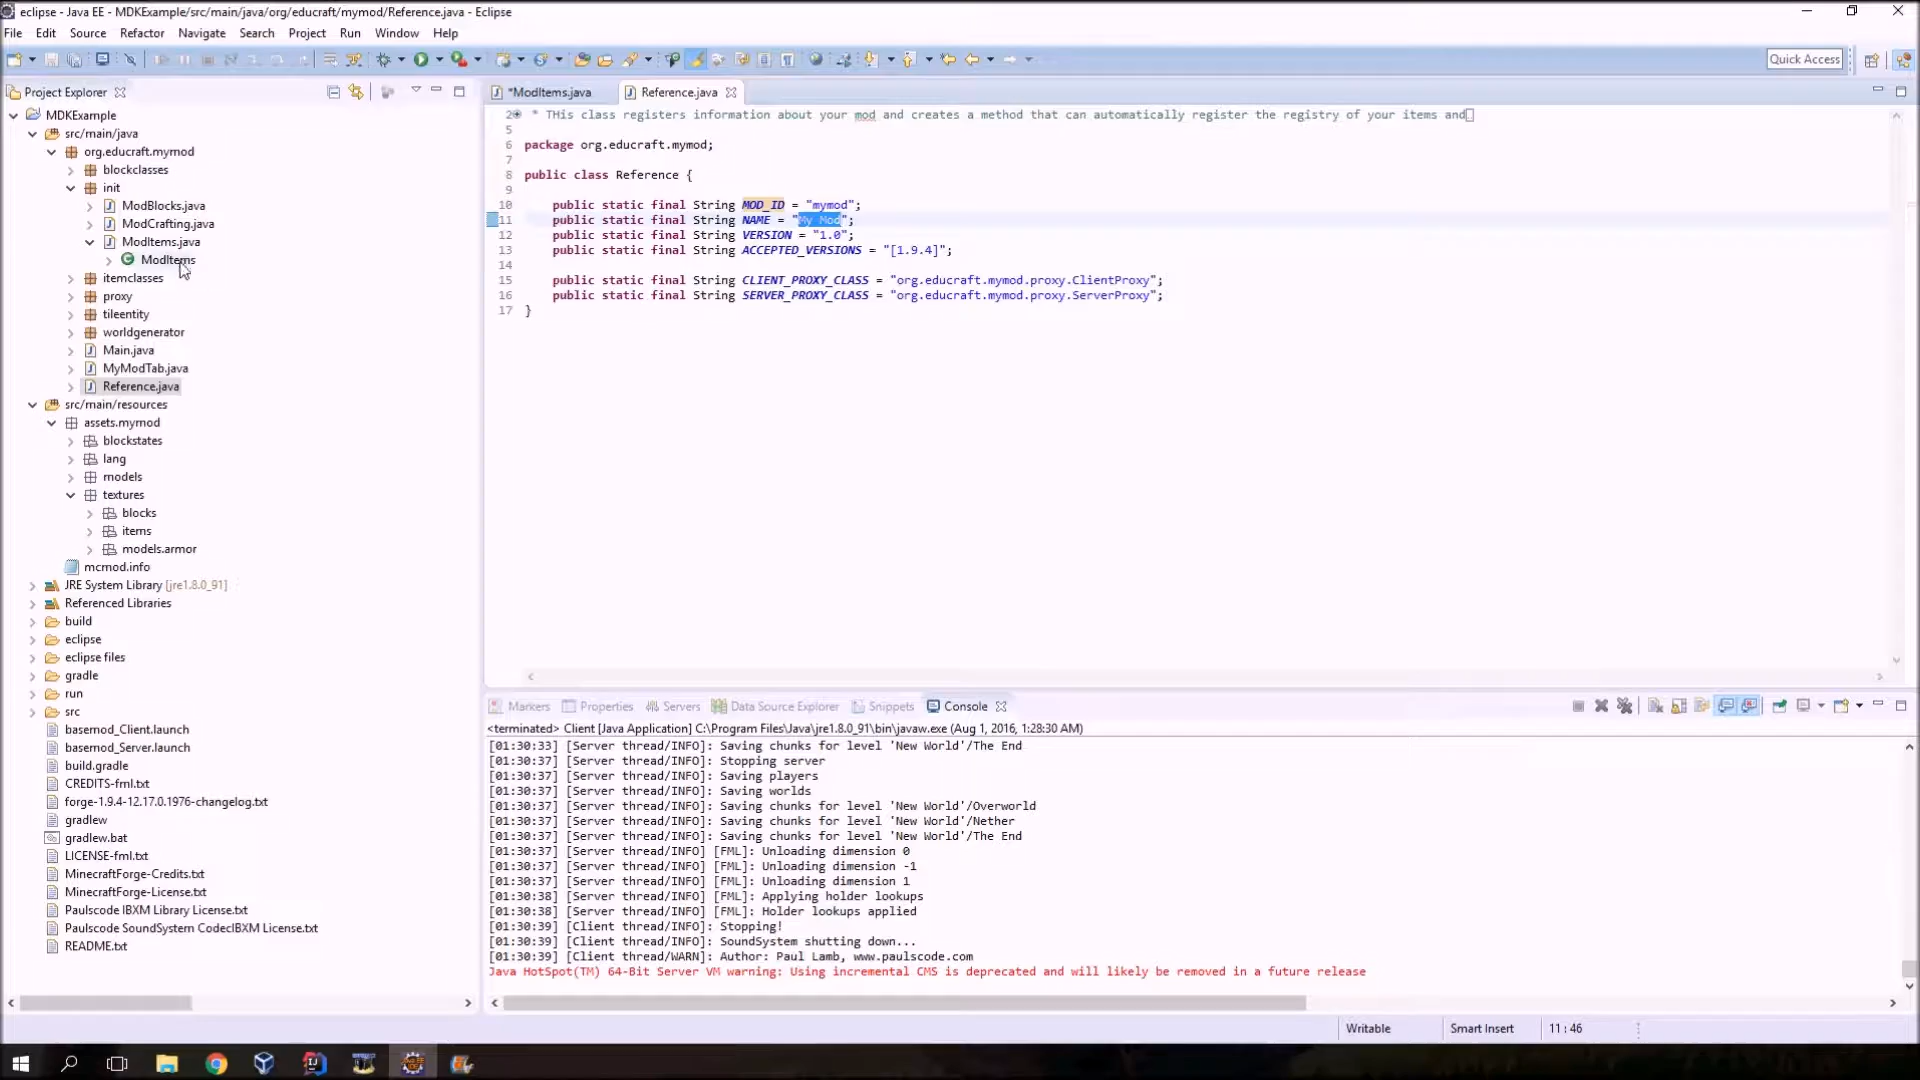 eclipse - Java EE - MDKExample/src/main/java/org/educraft/mymod/Reference.java - Eclipse
File Edit Source Refactor Navigate Search Project Run Window Help
Quick Access
Project Explorer
MDKExample
src/main/java
org.educraft.mymod
blockclasses
init
ModBlocks.java
ModCrafting.java
ModItems.java
ModItems
itemclasses
proxy
tileentity
worldgenerator
Main.java
MyModTab.java
Reference.java
src/main/resources
assets.mymod
blockstates
lang
models
textures
blocks
items
models.armor
mcmod.info
JRE System Library [jre1.8.0_91]
Referenced Libraries
build
eclipse
eclipse files
gradle
run
src
basemod_Client.launch
basemod_Server.launch
build.gradle
CREDITS-fml.txt
forge-1.9.4-12.17.0.1976-changelog.txt
gradlew
gradlew.bat
LICENSE-fml.txt
MinecraftForge-Credits.txt
MinecraftForge-License.txt
Paulscode IBXM Library License.txt
Paulscode SoundSystem CodecIBXM License.txt
README.txt
*ModItems.java Reference.java
2 * THis class registers information about your mod and creates a method that can automatically register the registry of your items and
5
6 package org.educraft.mymod;
7
8 public class Reference {
9
10 public static final String MOD_ID = "mymod";
11 public static final String NAME = "My Mod";
12 public static final String VERSION = "1.0";
13 public static final String ACCEPTED_VERSIONS = "[1.9.4]";
14
15 public static final String CLIENT_PROXY_CLASS = "org.educraft.mymod.proxy.ClientProxy";
16 public static final String SERVER_PROXY_CLASS = "org.educraft.mymod.proxy.ServerProxy";
17 }
Markers Properties Servers Data Source Explorer Snippets Console
<terminated> Client [Java Application] C:\Program Files\Java\jre1.8.0_91\bin\javaw.exe (Aug 1, 2016, 1:28:30 AM)
[01:30:33] [Server thread/INFO]: Saving chunks for level 'New World'/The End
[01:30:37] [Server thread/INFO]: Stopping server
[01:30:37] [Server thread/INFO]: Saving players
[01:30:37] [Server thread/INFO]: Saving worlds
[01:30:37] [Server thread/INFO]: Saving chunks for level 'New World'/Overworld
[01:30:37] [Server thread/INFO]: Saving chunks for level 'New World'/Nether
[01:30:37] [Server thread/INFO]: Saving chunks for level 'New World'/The End
[01:30:37] [Server thread/INFO] [FML]: Unloading dimension 0
[01:30:37] [Server thread/INFO] [FML]: Unloading dimension -1
[01:30:37] [Server thread/INFO] [FML]: Unloading dimension 1
[01:30:38] [Server thread/INFO] [FML]: Applying holder lookups
[01:30:38] [Server thread/INFO] [FML]: Holder lookups applied
[01:30:39] [Client thread/INFO]: Stopping!
[01:30:39] [Client thread/INFO]: SoundSystem shutting down...
[01:30:39] [Client thread/WARN]: Author: Paul Lamb, www.paulscode.com
Java HotSpot(TM) 64-Bit Server VM warning: Using incremental CMS is deprecated and will likely be removed in a future release
Writable Smart Insert 11 : 46